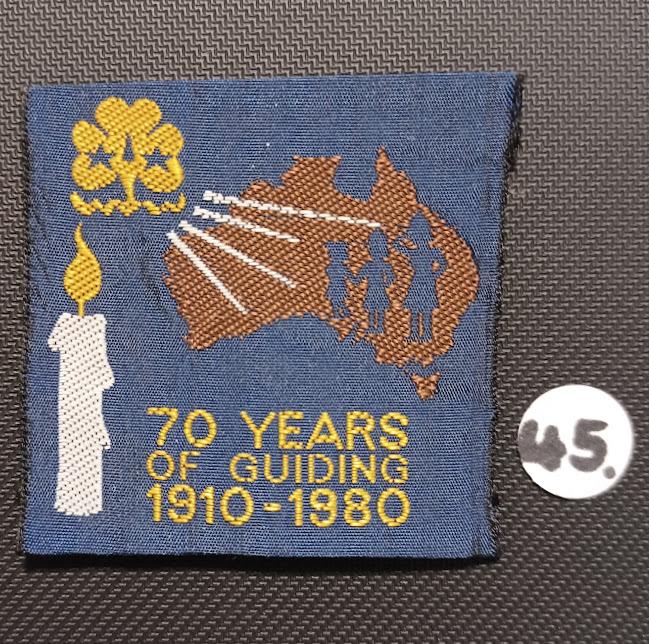 70 YEARS
OF GUIDING
1910-1980
45.